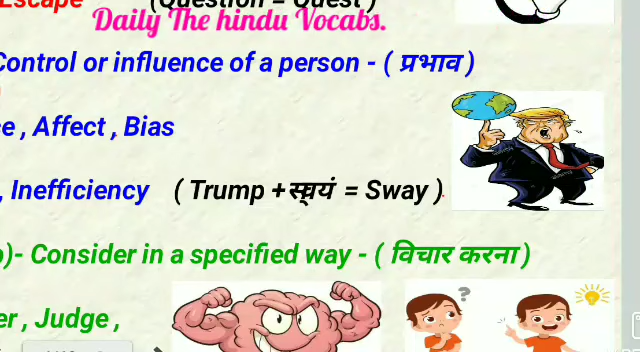 Escape (Question = Quest )
Daily The hindu Vocabs.
Control or influence of a person - ( प्रभाव )
e , Affect , Bias
, Inefficiency ( Trump + स्वयं = Sway )
)- Consider in a specified way - ( विचार करना )
er , Judge ,
?